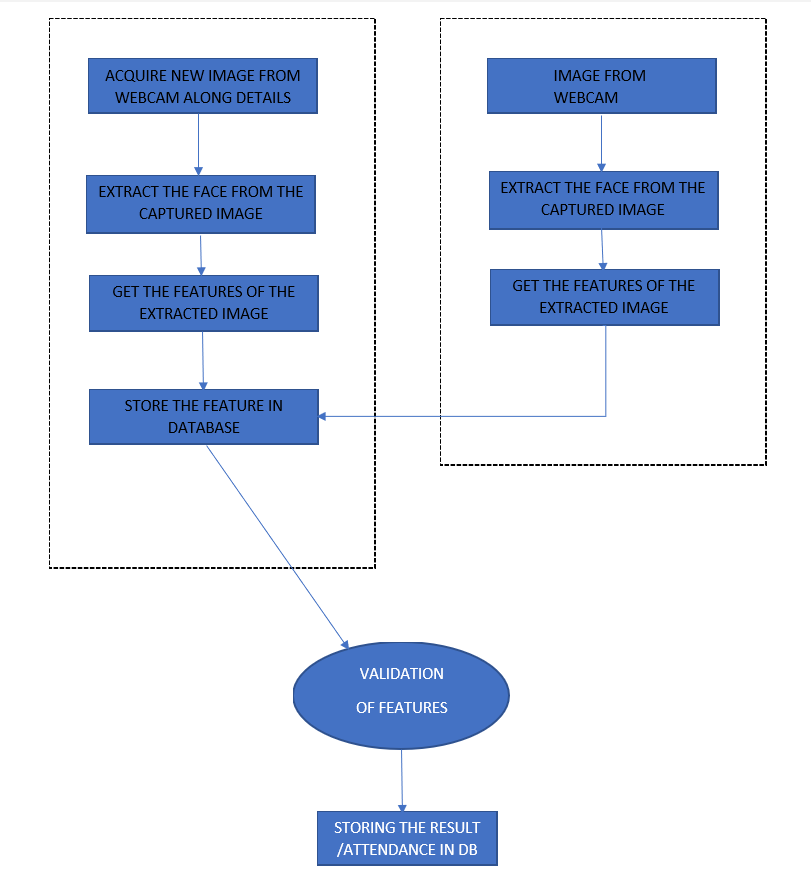 ACQUIRE NEW IMAGE FROM
WEBCAM ALONG DETAILS
EXTRACT THE FACE FROM THE
CAPTURED IMAGE
GET THE FEATURES OF THE
EXTRACTED IMAGE
STORE THE FEATURE IN
DATABASE
IMAGE FROM
WEBCAM
EXTRACT THE FACE FROM THE
CAPTURED IMAGE
GET THE FEATURES OF THE
EXTRACTED IMAGE
VALIDATION
OF FEATURES
STORING THE RESULT
/ATTENDANCE IN DB